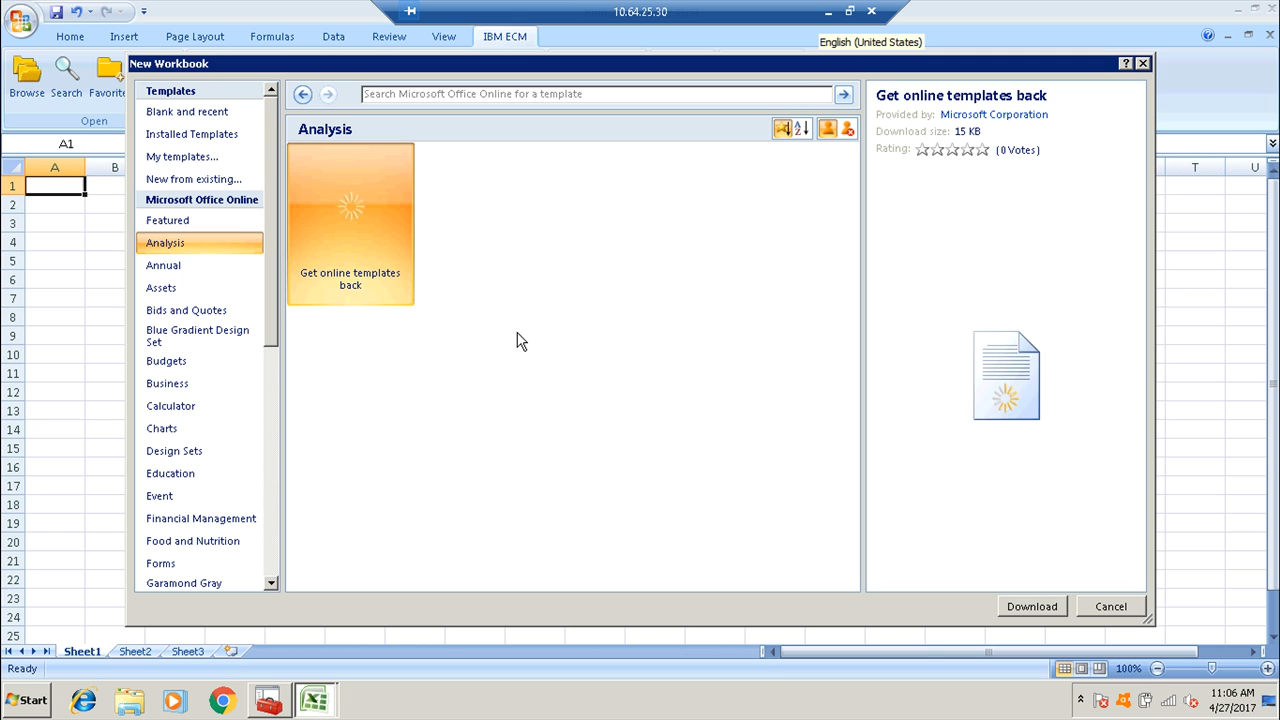 10.64.25.30
Home Insert Page Layout Formulas Data Review View IBM ECM
English (United States)
Browse Search Favorite
Open
New Workbook
Templates
Blank and recent
Installed Templates
My templates...
New from existing...
Microsoft Office Online
Featured
Analysis
Annual
Assets
Bids and Quotes
Blue Gradient Design
Set
Budgets
Business
Calculator
Charts
Design Sets
Education
Event
Financial Management
Food and Nutrition
Forms
Garamond Gray
Search Microsoft Office Online for a template
Analysis
Get online templates
back
Get online templates back
Provided by: Microsoft Corporation
Download size: 15 KB
Rating: (0 Votes)
Download Cancel
A1
A B T U
1
2
3
4
5
6
7
8
9
10
11
12
13
14
15
16
17
18
19
20
21
22
23
24
25
Sheet1 Sheet2 Sheet3
Ready
100%
Start
11:06 AM
4/27/2017